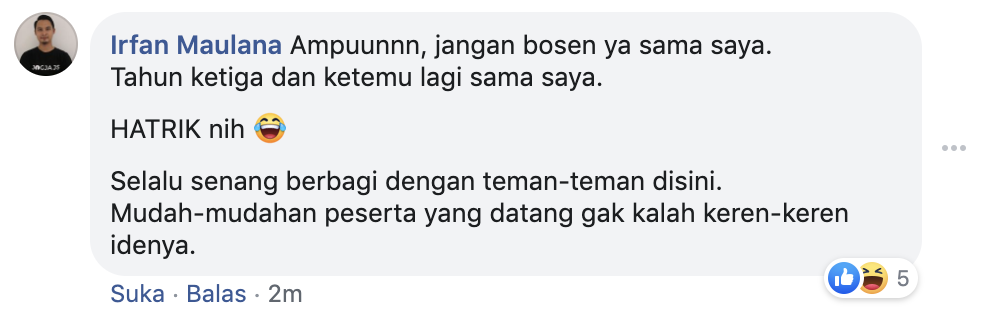 Irfan Maulana Ampuunnn, jangan bosen ya sama saya.
Tahun ketiga dan ketemu lagi sama saya.
HATRIK nih 😂
Selalu senang berbagi dengan teman-teman disini.
Mudah-mudahan peserta yang datang gak kalah keren-keren
idenya.
5
Suka · Balas · 2m